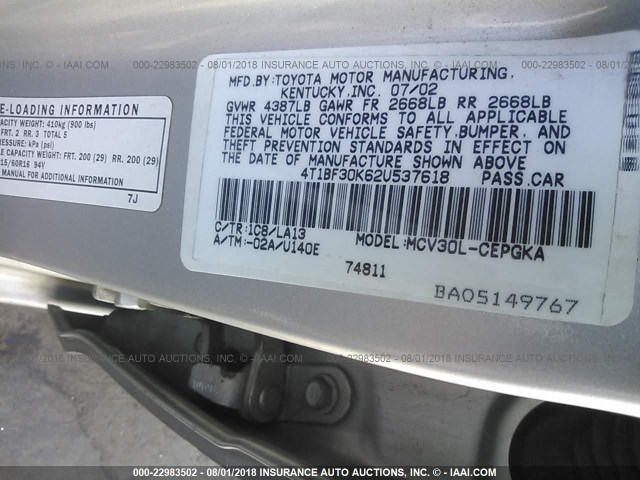 000-22983502 - 08/01/2018 INSURANCE AUTO AUCTIONS, INC. © - IAAI.COM
E-LOADING INFORMATION
APACITY WEIGHT: 410kg (900 lbs)
FRT. 2 RR. 3 TOTAL 5
PRESSURE: kPa (psi)
E CAPACITY WEIGHTS: FRT. 200 (29) RR. 200 (29)
15/60R16 94V
MANUAL FOR ADDITIONAL INFORMATION
7J
MFD.BY:TOYOTA MOTOR MANUFACTURING,
KENTUCKY,INC. 07/02
GVWR 4387LB GAWR FR 2668LB RR 2668LB
THIS VEHICLE CONFORMS TO ALL APPLICABLE
FEDERAL MOTOR VEHICLE SAFETY,BUMPER, AND
THEFT PREVENTION STANDARDS IN EFFECT ON
THE DATE OF MANUFACTURE SHOWN ABOVE
4T1BF30K62U537618 PASS.CAR
C/TR:1C8/LA13
A/TM:-02A/U140E
MODEL:MCV30L-CEPGKA
74811
BA05149767
000-22983502 - 08/01/2018 INSURANCE AUTO AUCTIONS, INC. © - IAAI.COM